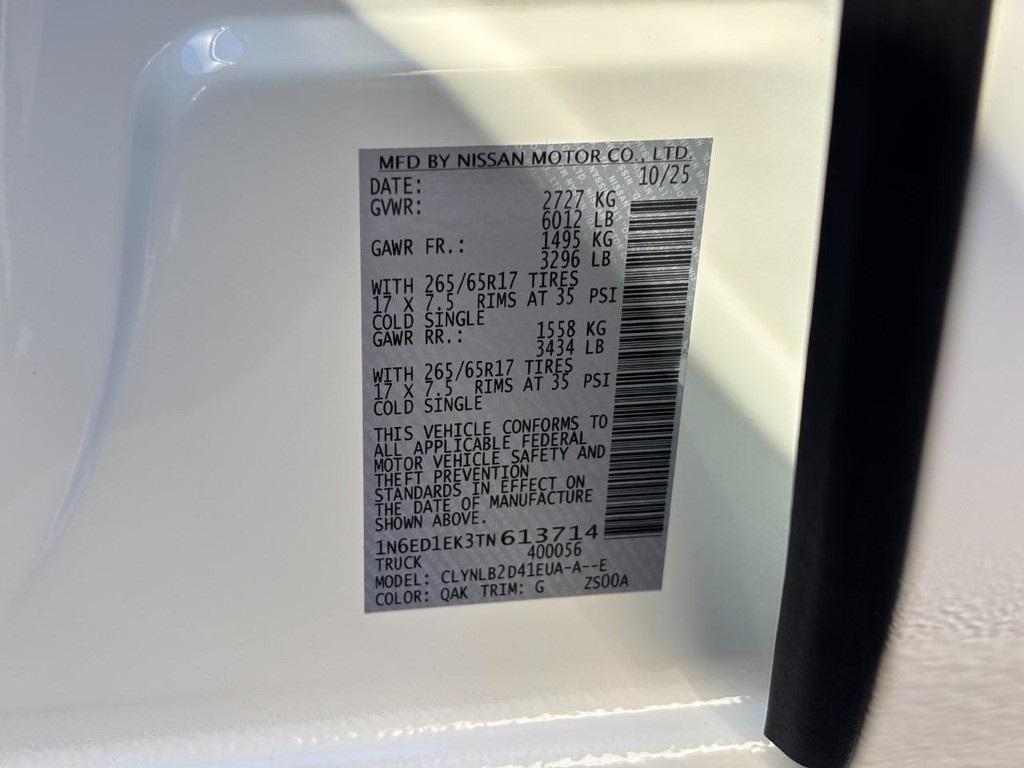 MFD BY NISSAN MOTOR CO., LTD.
DATE: 10/25
GVWR: 2727 KG
6012 LB
GAWR FR.: 1495 KG
3296 LB
WITH 265/65R17 TIRES
17 X 7.5 RIMS AT 35 PSI
COLD SINGLE
GAWR RR.: 1558 KG
3434 LB
WITH 265/65R17 TIRES
17 X 7.5 RIMS AT 35 PSI
COLD SINGLE
THIS VEHICLE CONFORMS TO
ALL APPLICABLE FEDERAL
MOTOR VEHICLE SAFETY AND
THEFT PREVENTION
STANDARDS IN EFFECT ON
THE DATE OF MANUFACTURE
SHOWN ABOVE.
1N6ED1EK3TN613714
TRUCK 400056
MODEL: CLYNLB2D41EUA-A--E
COLOR: QAK TRIM: G ZS00A